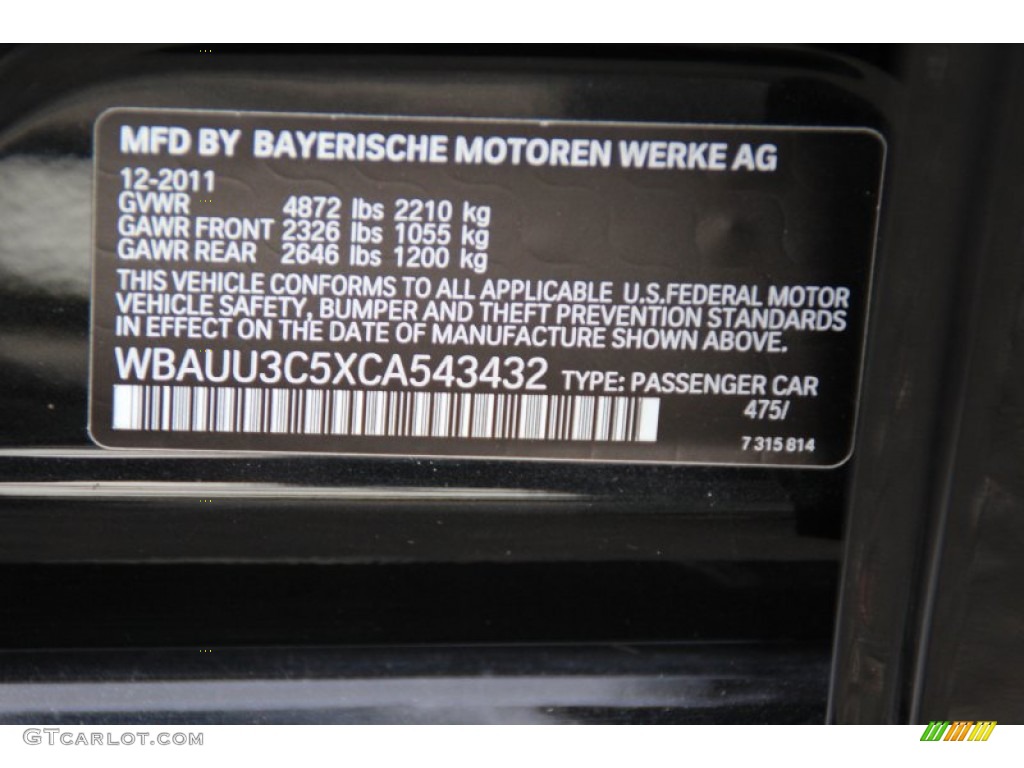 MFD BY BAYERISCHE MOTOREN WERKE AG
12-2011
GVWR 4872 lbs 2210 kg
GAWR FRONT 2326 lbs 1055 kg
GAWR REAR 2646 lbs 1200 kg
THIS VEHICLE CONFORMS TO ALL APPLICABLE U.S.FEDERAL MOTOR
VEHICLE SAFETY, BUMPER AND THEFT PREVENTION STANDARDS
IN EFFECT ON THE DATE OF MANUFACTURE SHOWN ABOVE.
WBAUU3C5XCA543432 TYPE: PASSENGER CAR
475/
7 315 814
GTCarLot.com